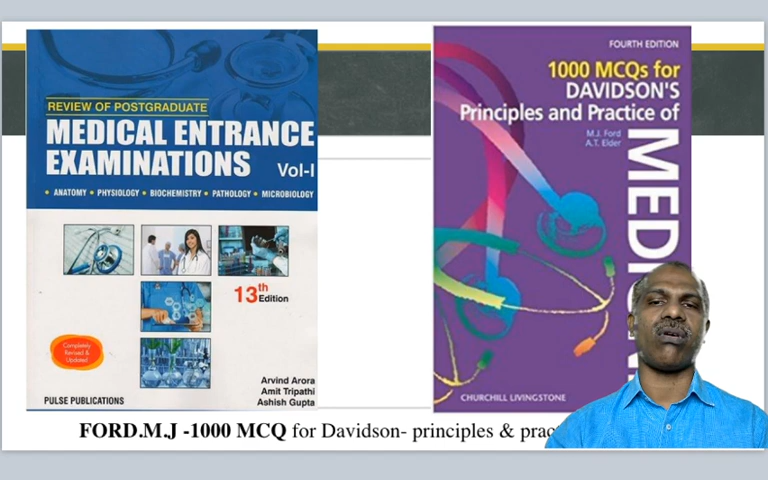 REVIEW OF POSTGRADUATE
MEDICAL ENTRANCE
EXAMINATIONS Vol-I
• ANATOMY • PHYSIOLOGY • BIOCHEMISTRY • PATHOLOGY • MICROBIOLOGY
13th Edition
Completely
Revised &
Updated
Arvind Arora
Amit Tripathi
Ashish Gupta
PULSE PUBLICATIONS
FOURTH EDITION
1000 MCQs for
DAVIDSON'S
Principles and Practice of
M.J. Ford
A.T. Elder
CHURCHILL LIVINGSTONE
FORD.M.J -1000 MCQ for Davidson- principles &